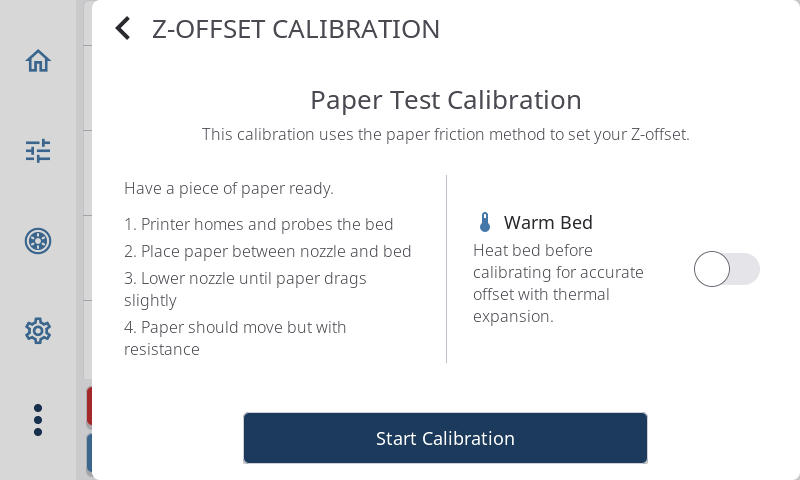 Z-OFFSET CALIBRATION
Paper Test Calibration
This calibration uses the paper friction method to set your Z-offset.
Have a piece of paper ready.
1. Printer homes and probes the bed
2. Place paper between nozzle and bed
3. Lower nozzle until paper drags
slightly
4. Paper should move but with
resistance
Warm Bed
Heat bed before
calibrating for accurate
offset with thermal
expansion.
Start Calibration